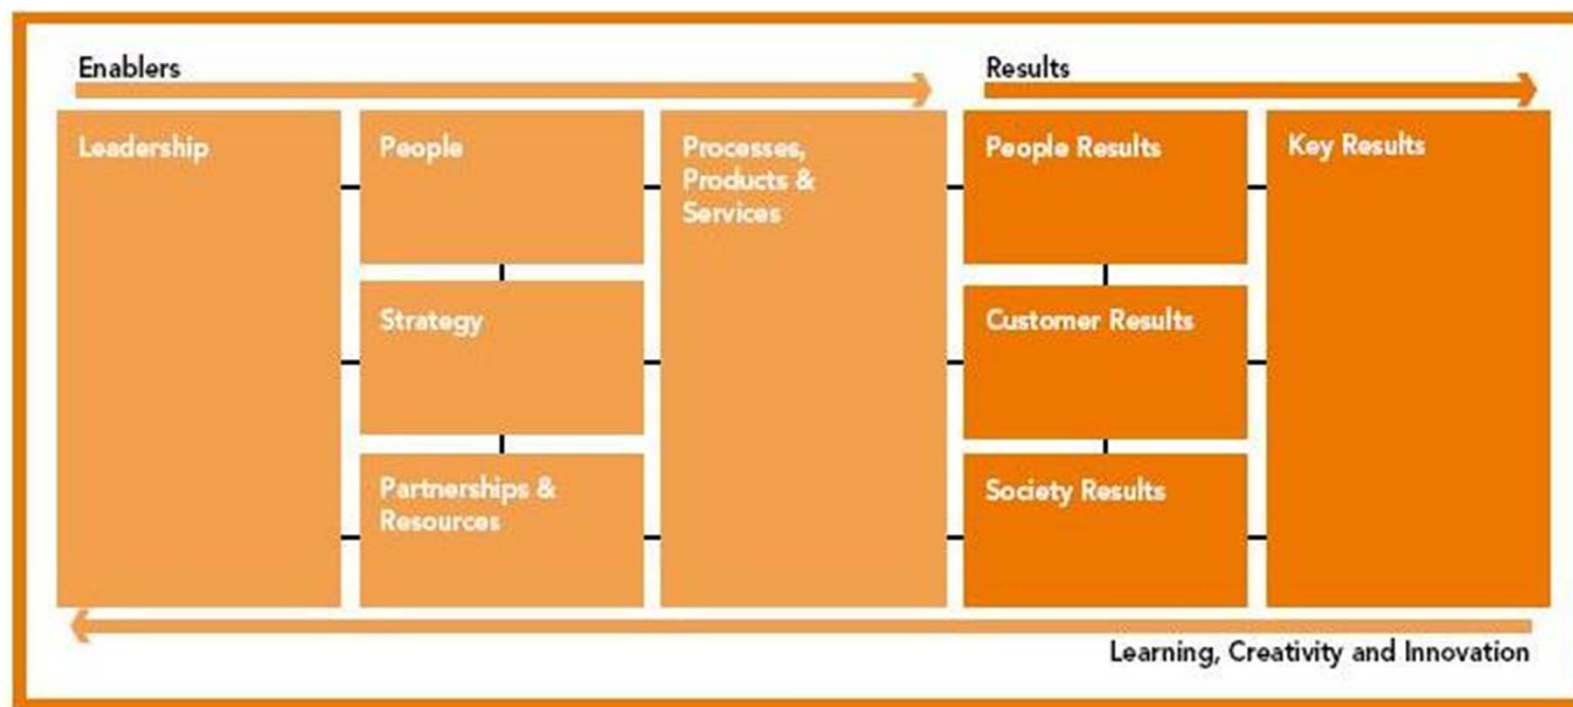 Enablers
Results
Leadership
People
Processes,
Products &
Services
People Results
Key Results
Strategy
Customer Results
Partnerships &
Resources
Society Results
Learning, Creativity and Innovation